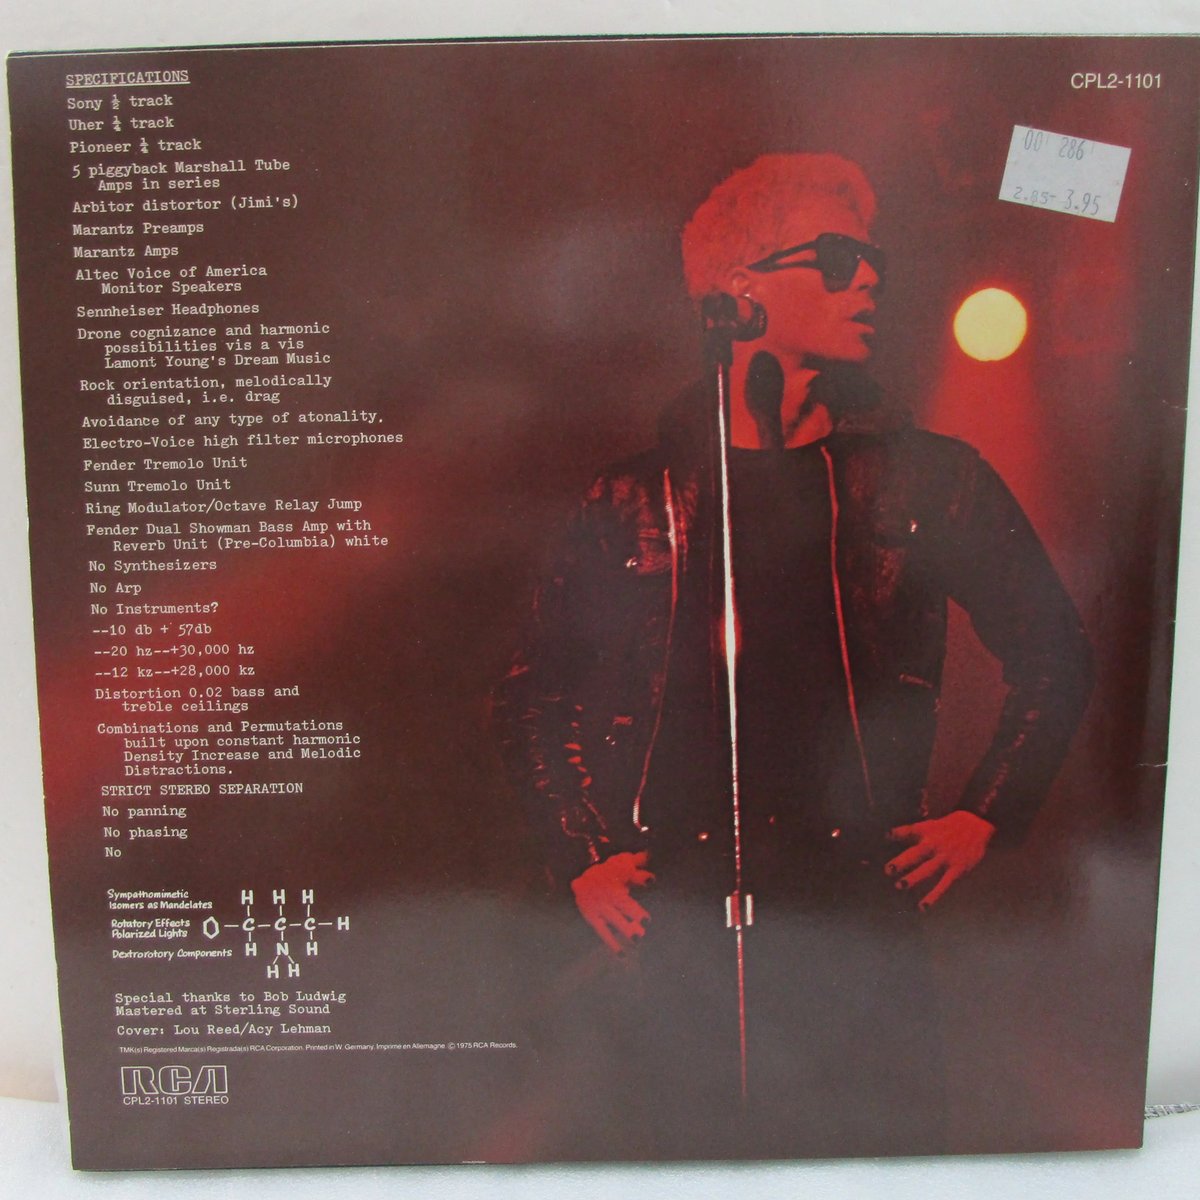 SPECIFICATIONS
Sony ½ track
Uher ¼ track
Pioneer ¼ track
5 piggyback Marshall Tube
Amps in series
Arbitor distortor (Jimi's)
Marantz Preamps
Marantz Amps
Altec Voice of America
Monitor Speakers
Sennheiser Headphones
Drone cognizance and harmonic
possibilities vis a vis
Lamont Young's Dream Music
Rock orientation, melodically
disguised, i.e. drag
Avoidance of any type of atonality.
Electro-Voice high filter microphones
Fender Tremolo Unit
Sunn Tremolo Unit
Ring Modulator/Octave Relay Jump
Fender Dual Showman Bass Amp with
Reverb Unit (Pre-Columbia) white
No Synthesizers
No Arp
No Instruments?
--10 db + 57db
--20 hz--+30,000 hz
--12 kz--+28,000 kz
Distortion 0.02 bass and
treble ceilings
Combinations and Permutations
built upon constant harmonic
Density Increase and Melodic
Distractions.
STRICT STEREO SEPARATION
No panning
No phasing
No
Sympathomimetic
Isomers as Mandelates
Rotatory Effects
Polarized Lights
Dextrorotory Components
H H H
C C C H
H N H
H H
Special thanks to Bob Ludwig
Mastered at Sterling Sound
Cover: Lou Reed/Acy Lehman
TMK(s) Registered Marca(s) Registrada(s) RCA Corporation. Printed in W. Germany. Imprimé en Allemagne. © 1975 RCA Records.
RCA
CPL2-1101 STEREO
CPL2-1101
00 286
2.85- 3.95